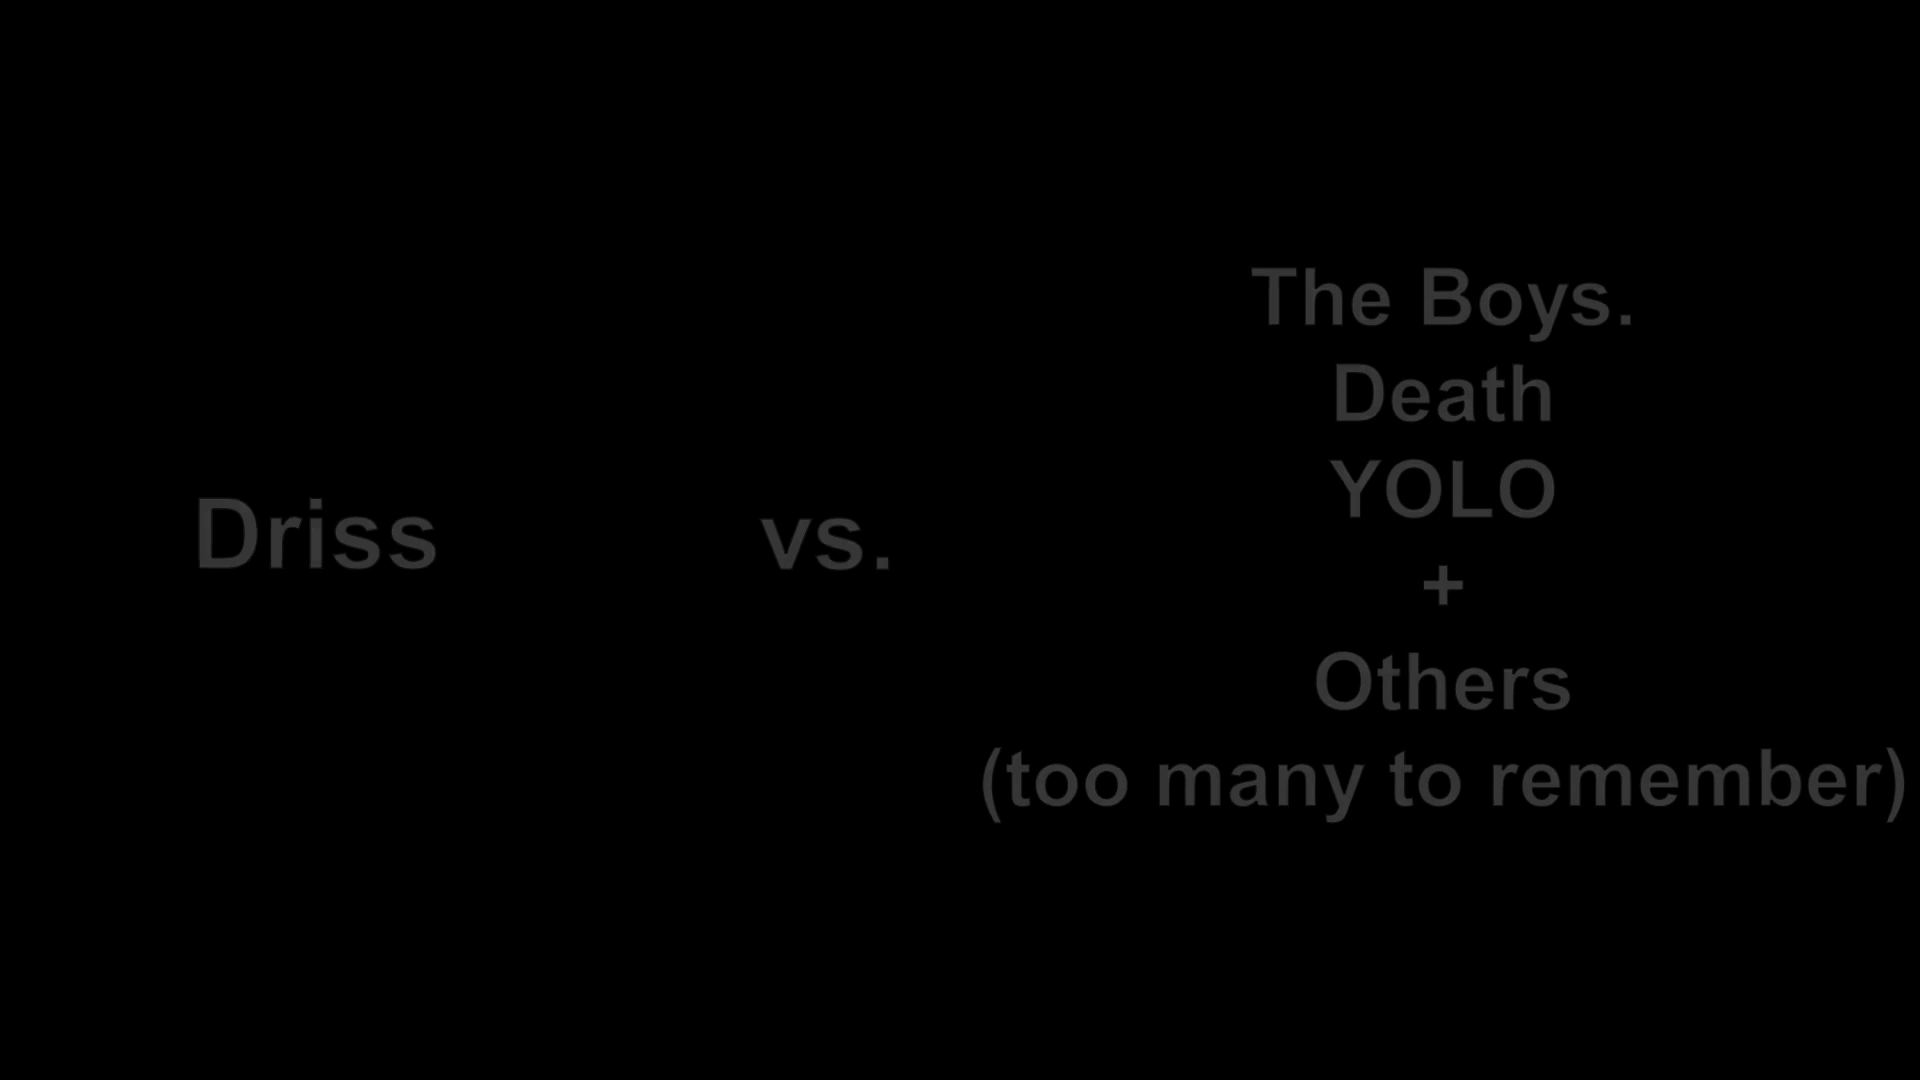 Driss
vs.
The Boys.
Death
YOLO
+
Others
(too many to remember)